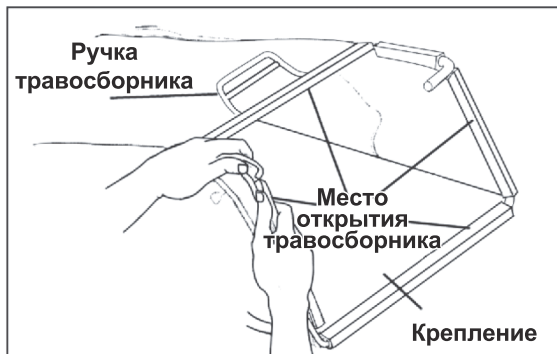 Ручка
травосборника
Место
открытия
травосборника
Крепление